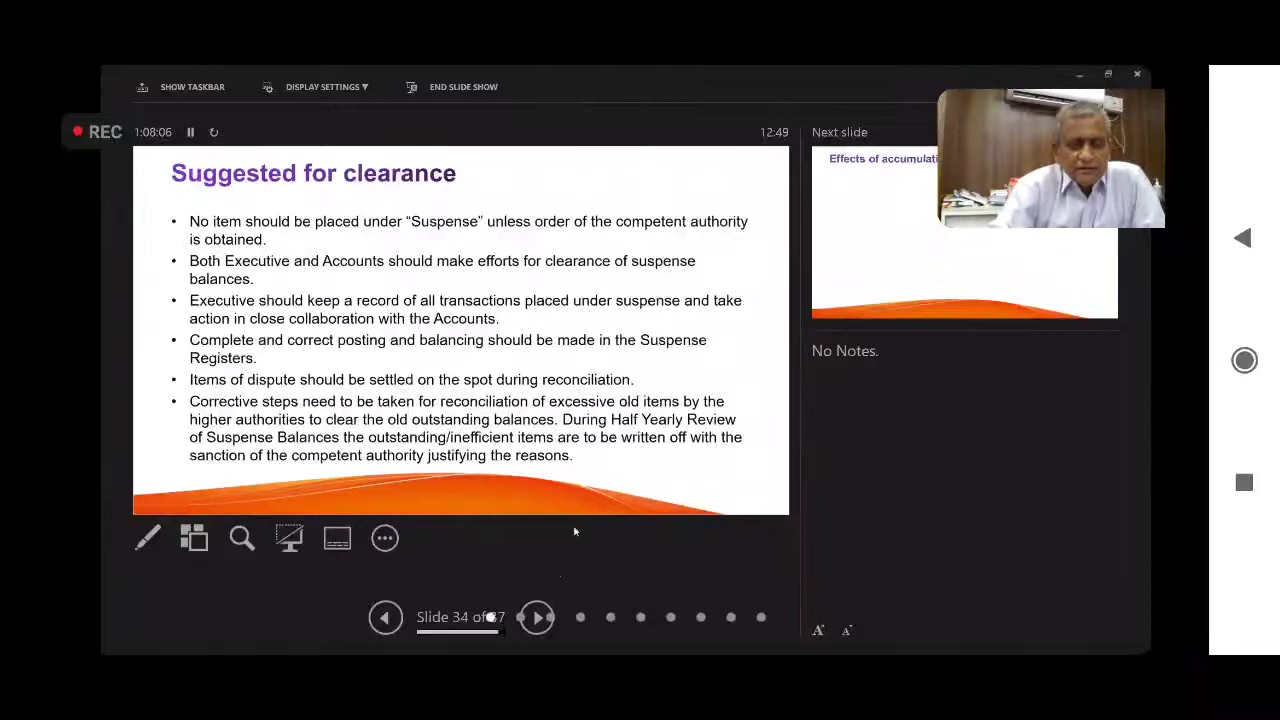 SHOW TASKBAR
DISPLAY SETTINGS ▼
END SLIDE SHOW
REC
1:08:06
12:49
Next slide
Suggested for clearance
• No item should be placed under “Suspense” unless order of the competent authority
is obtained.
• Both Executive and Accounts should make efforts for clearance of suspense
balances.
• Executive should keep a record of all transactions placed under suspense and take
action in close collaboration with the Accounts.
• Complete and correct posting and balancing should be made in the Suspense
Registers.
• Items of dispute should be settled on the spot during reconciliation.
• Corrective steps need to be taken for reconciliation of excessive old items by the
higher authorities to clear the old outstanding balances. During Half Yearly Review
of Suspense Balances the outstanding/inefficient items are to be written off with the
sanction of the competent authority justifying the reasons.
Effects of
No Notes.
Slide 34 of 37
A A